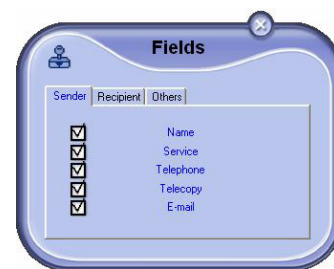 Fields
Sender Recipient Others
Name
Service
Telephone
Telecopy
E-mail